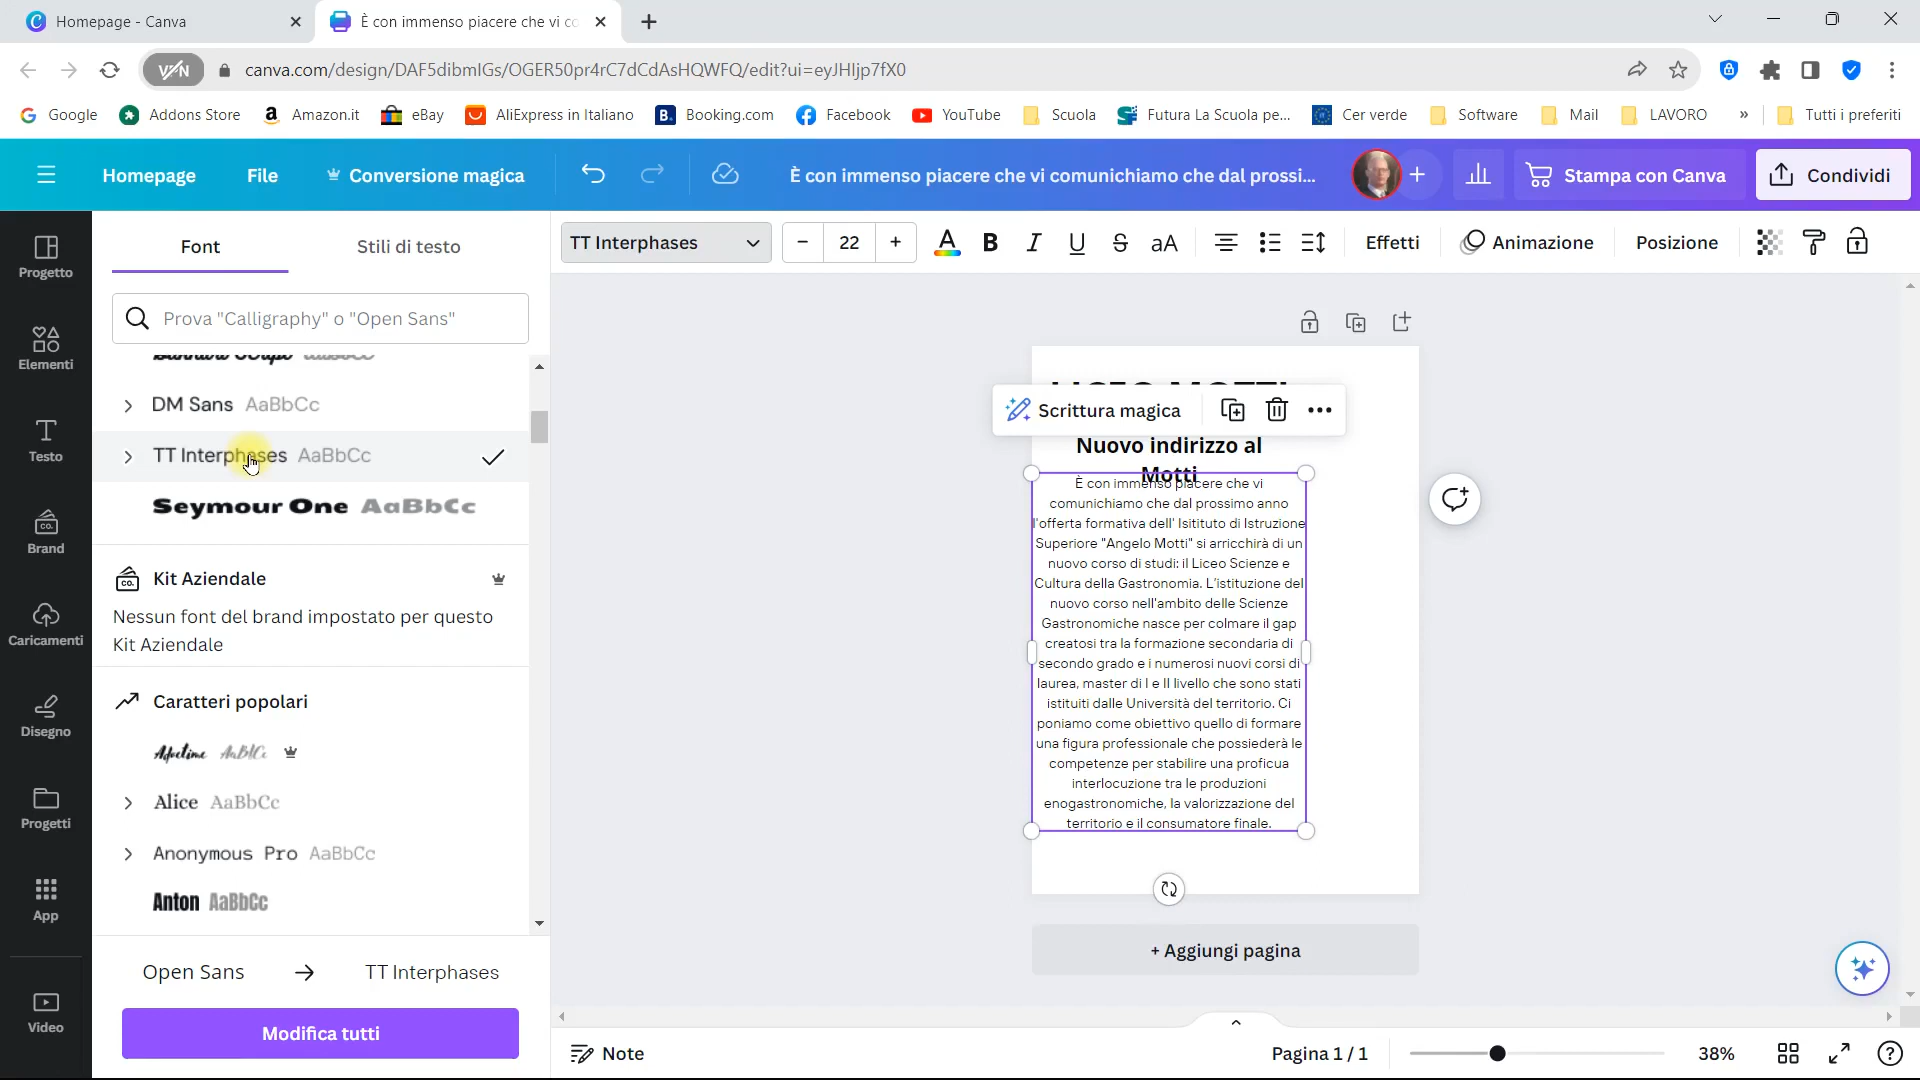 Homepage - Canva
È con immenso piacere che vi co
VPN
canva.com/design/DAF5dibmIGs/OGER50pr4rC7dCdAsHQWFQ/edit?ui=eyJHIjp7fX0
Google
Addons Store
Amazon.it
eBay
AliExpress in Italiano
Booking.com
Facebook
YouTube
Scuola
Futura La Scuola pe...
Cer verde
Software
Mail
LAVORO
»
Tutti i preferiti
Homepage
File
Conversione magica
È con immenso piacere che vi comunichiamo che dal prossi...
Stampa con Canva
Condividi
Progetto
Elementi
Testo
Brand
Caricamenti
Disegno
Progetti
App
Video
Font
Stili di testo
Prova "Calligraphy" o "Open Sans"
DM Sans AaBbCc
TT Interphases AaBbCc
Seymour One AaBbCc
Kit Aziendale
Nessun font del brand impostato per questo
Kit Aziendale
Caratteri popolari
Alice AaBbCc
Anonymous Pro AaBbCc
Anton AaBbCc
Open Sans → TT Interphases
Modifica tutti
TT Interphases
- 22 +
A B I U S aA
Effetti
Animazione
Posizione
Scrittura magica
Nuovo indirizzo al
Motti
È con immenso piacere che vi
comunichiamo che dal prossimo anno
l'offerta formativa dell' Isitituto di Istruzione
Superiore "Angelo Motti" si arricchirà di un
nuovo corso di studi: il Liceo Scienze e
Cultura della Gastronomia. L'istituzione del
nuovo corso nell'ambito delle Scienze
Gastronomiche nasce per colmare il gap
creatosi tra la formazione secondaria di
secondo grado e i numerosi nuovi corsi di
laurea, master di I e II livello che sono stati
istituiti dalle Università del territorio. Ci
poniamo come obiettivo quello di formare
una figura professionale che possiederà le
competenze per stabilire una proficua
interlocuzione tra le produzioni
enogastronomiche, la valorizzazione del
territorio e il consumatore finale.
+ Aggiungi pagina
Note
Pagina 1 / 1
38%